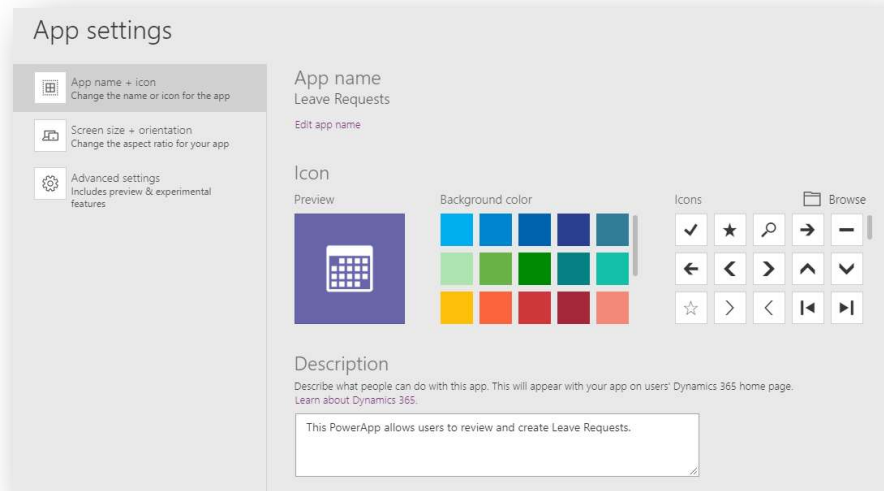 App settings
App name + icon
Change the name or icon for the app
Screen size + orientation
Change the aspect ratio for your app
Advanced settings
Includes preview & experimental
features
App name
Leave Requests
Edit app name
Icon
Preview
Background color
Icons
Browse
Description
Describe what people can do with this app. This will appear with your app on users' Dynamics 365 home page.
Learn about Dynamics 365.
This PowerApp allows users to review and create Leave Requests.